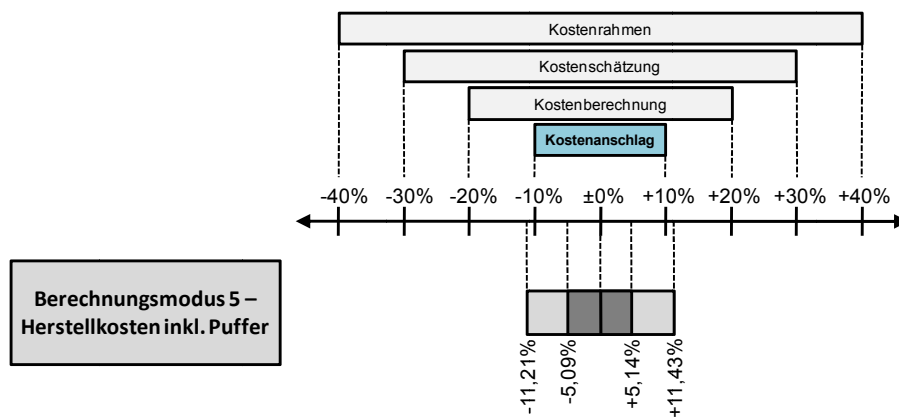 Kostenrahmen
Kostenschätzung
Kostenberechnung
Kostenanschlag
-40% -30% -20% -10% ±0% +10% +20% +30% +40%
Berechnungsmodus 5 –
Herstellkosten inkl. Puffer
-11,21%
-5,09%
+5,14%
+11,43%